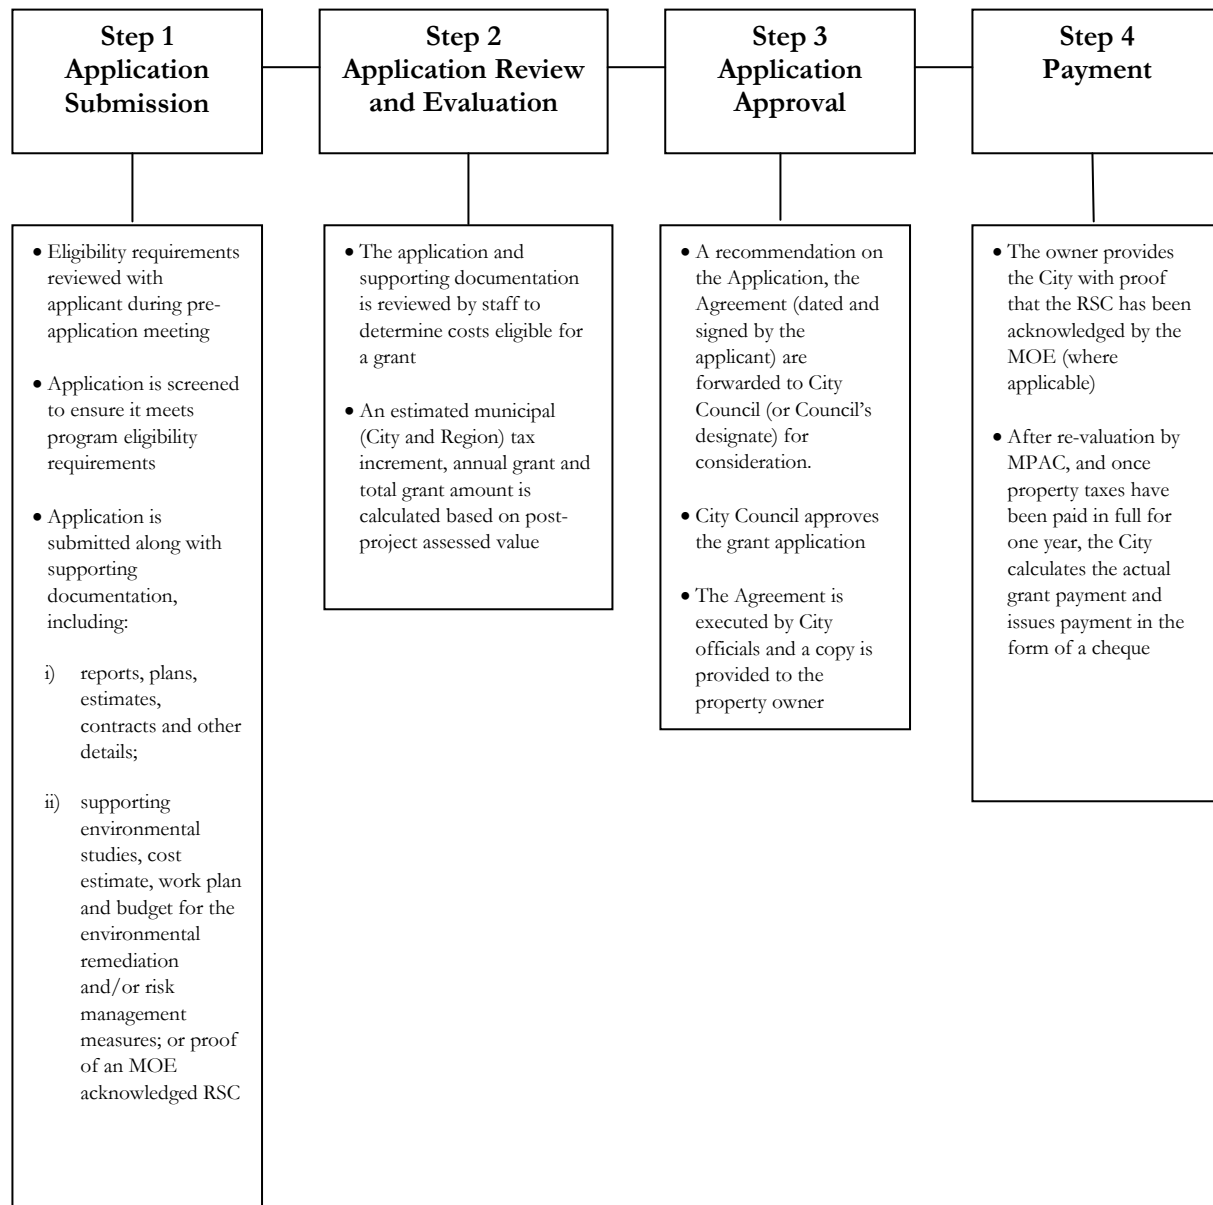 Step 1
Application
Submission
Step 2
Application Review
and Evaluation
Step 3
Application
Approval
Step 4
Payment
• Eligibility requirements
reviewed with
applicant during pre-
application meeting
• Application is screened
to ensure it meets
program eligibility
requirements
• Application is
submitted along with
supporting
documentation,
including:
i) reports, plans,
estimates,
contracts and other
details;
ii) supporting
environmental
studies, cost
estimate, work plan
and budget for the
environmental
remediation
and/or risk
management
measures; or proof
of an MOE
acknowledged RSC
• The application and
supporting documentation
is reviewed by staff to
determine costs eligible for
a grant
• An estimated municipal
(City and Region) tax
increment, annual grant and
total grant amount is
calculated based on post-
project assessed value
• A recommendation on
the Application, the
Agreement (dated and
signed by the
applicant) are
forwarded to City
Council (or Council's
designate) for
consideration.
• City Council approves
the grant application
• The Agreement is
executed by City
officials and a copy is
provided to the
property owner
• The owner provides
the City with proof
that the RSC has been
acknowledged by the
MOE (where
applicable)
• After re-valuation by
MPAC, and once
property taxes have
been paid in full for
one year, the City
calculates the actual
grant payment and
issues payment in the
form of a cheque